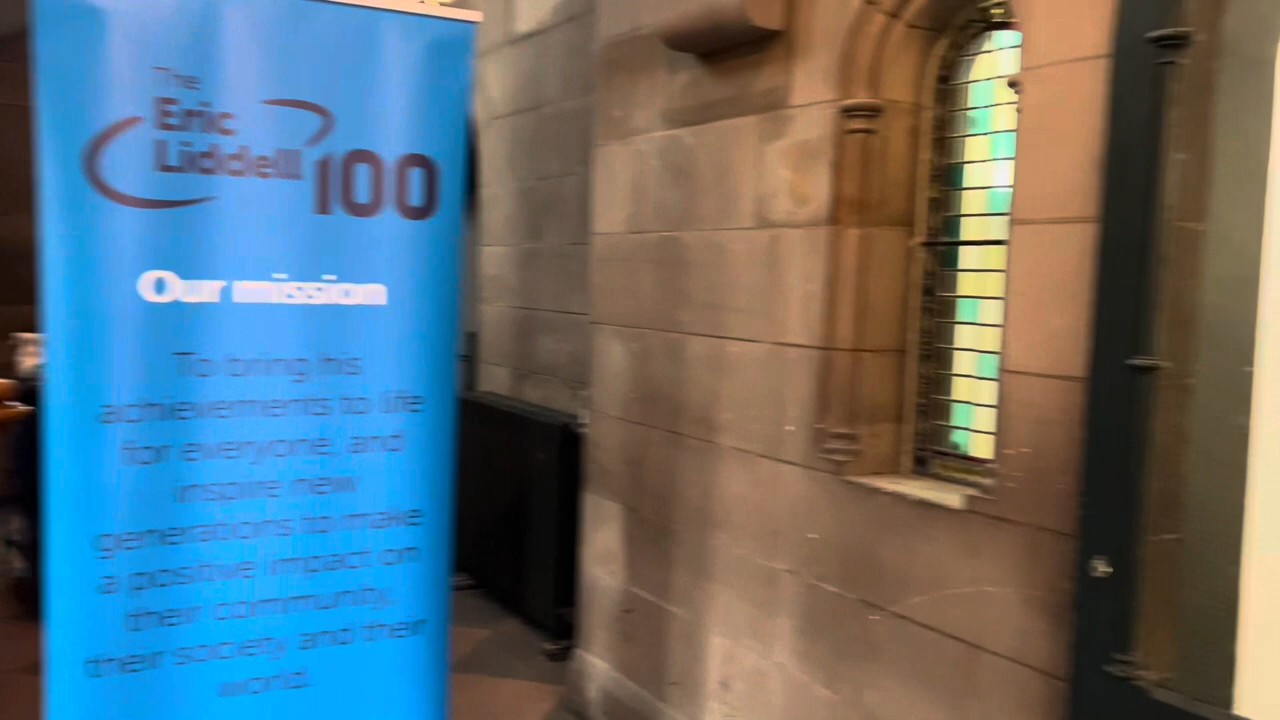 The
Eric
Liddell 100
Our mission
To bring his
achievements to life
for everyone, and
inspire new
generations to make
a positive impact on
their community,
their society and their
world.